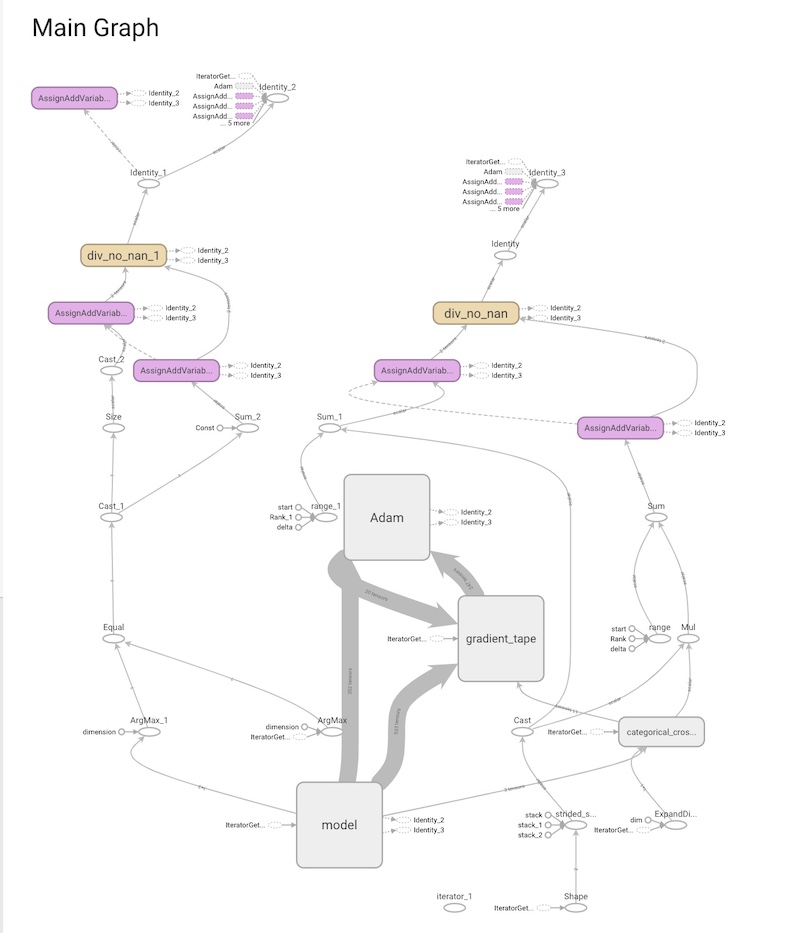 Main Graph
IteratorGet...
Adam
AssignAdd...
AssignAdd...
AssignAdd...
... 5 more
Identity_2
AssignAddVariab...
Identity_2
Identity_3
Identity_1
IteratorGet...
Adam
AssignAdd...
AssignAdd...
AssignAdd...
... 5 more
Identity_3
div_no_nan_1
Identity_2
Identity_3
Identity
AssignAddVariab...
Identity_2
Identity_3
div_no_nan
Identity_2
Identity_3
Cast_2
AssignAddVariab...
Identity_2
Identity_3
AssignAddVariab...
Identity_2
Identity_3
Size
Const
Sum_2
Sum_1
AssignAddVariab...
Identity_2
Identity_3
Cast_1
start
Rank_1
delta
range_1
Adam
Identity_2
Identity_3
Sum
20 tensors
Equal
IteratorGet...
gradient_tape
start
Rank
delta
range
Mul
ArgMax_1
dimension
dimension
IteratorGet...
ArgMax
Cast
IteratorGet...
categorical_cros...
model
IteratorGet...
Identity_2
Identity_3
stack
stack_1
stack_2
strided_s...
dim
IteratorGet...
ExpandDi...
iterator_1
IteratorGet...
Shape